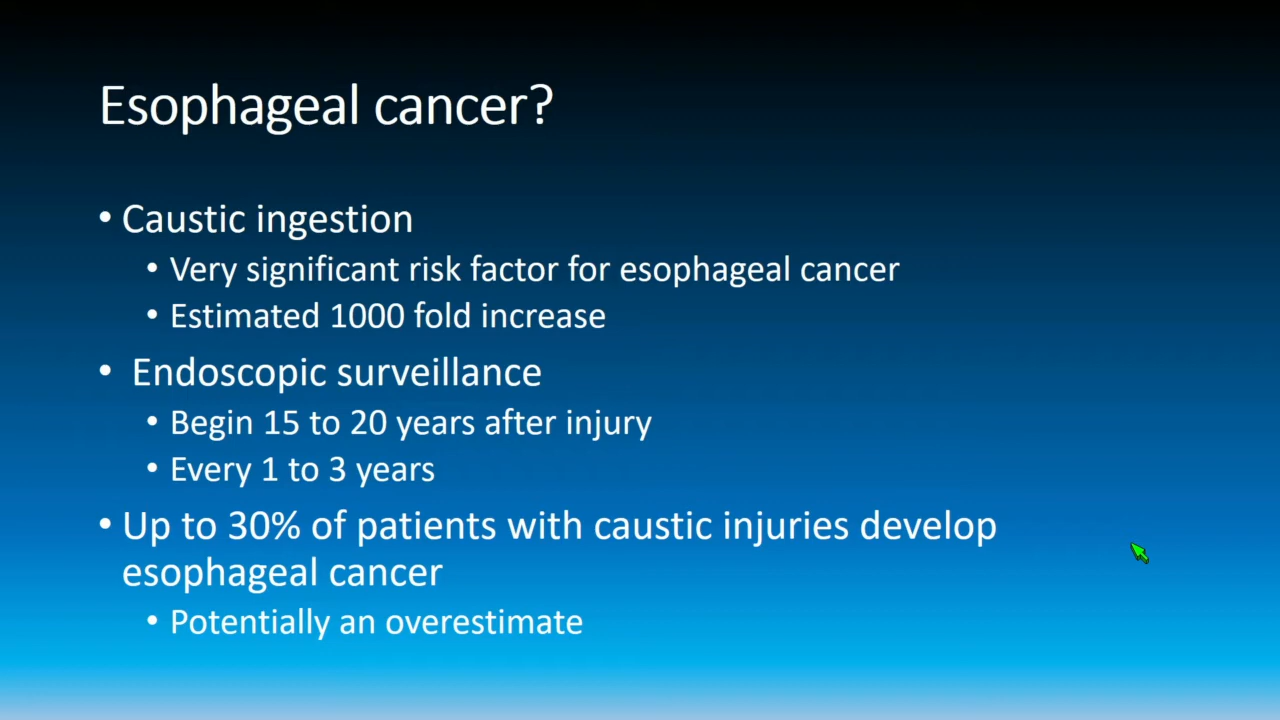 Esophageal cancer?
• Caustic ingestion
• Very significant risk factor for esophageal cancer
• Estimated 1000 fold increase
• Endoscopic surveillance
• Begin 15 to 20 years after injury
• Every 1 to 3 years
• Up to 30% of patients with caustic injuries develop
esophageal cancer
• Potentially an overestimate